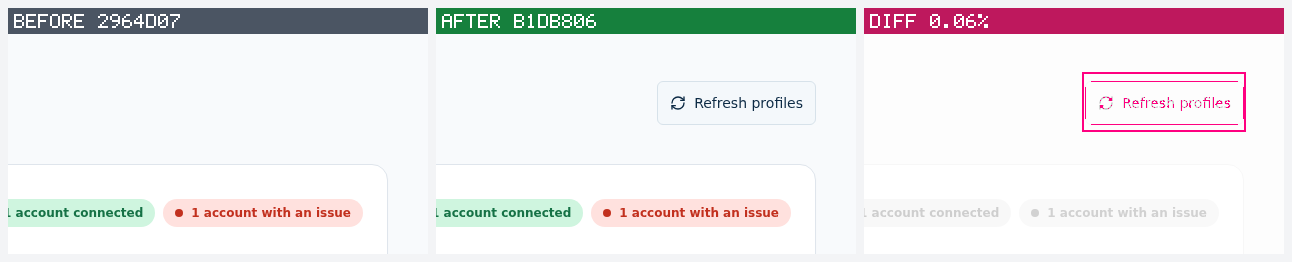 BEFORE 2964D07
1 account connected
1 account with an issue
AFTER B1DB806
Refresh profiles
1 account connected
1 account with an issue
DIFF 0.06%
Refresh profiles
1 account connected
1 account with an issue